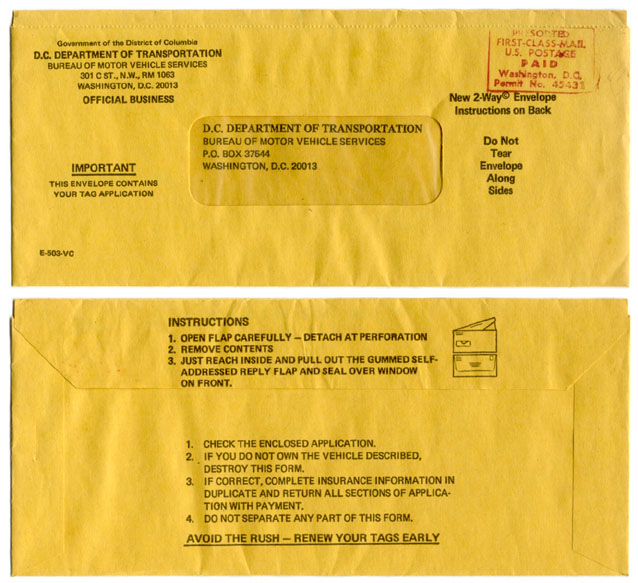 Government of the District of Columbia
D.C. DEPARTMENT OF TRANSPORTATION
BUREAU OF MOTOR VEHICLE SERVICES
301 C ST., N.W., RM 1063
WASHINGTON, D.C. 20013
OFFICIAL BUSINESS
PRESORTED
FIRST-CLASS-MAIL
U.S. POSTAGE
PAID
Washington, D.C.
Permit No. 45431
New 2-Way© Envelope
Instructions on Back
D.C. DEPARTMENT OF TRANSPORTATION
BUREAU OF MOTOR VEHICLE SERVICES
P.O. BOX 37644
WASHINGTON, D.C. 20013
Do Not
Tear
Envelope
Along
Sides
IMPORTANT
THIS ENVELOPE CONTAINS
YOUR TAG APPLICATION
E-503-VC
INSTRUCTIONS
1. OPEN FLAP CAREFULLY – DETACH AT PERFORATION
2. REMOVE CONTENTS
3. JUST REACH INSIDE AND PULL OUT THE GUMMED SELF-
ADDRESSED REPLY FLAP AND SEAL OVER WINDOW
ON FRONT.
1. CHECK THE ENCLOSED APPLICATION.
2. IF YOU DO NOT OWN THE VEHICLE DESCRIBED,
DESTROY THIS FORM.
3. IF CORRECT, COMPLETE INSURANCE INFORMATION IN
DUPLICATE AND RETURN ALL SECTIONS OF APPLICA-
TION WITH PAYMENT.
4. DO NOT SEPARATE ANY PART OF THIS FORM.
AVOID THE RUSH – RENEW YOUR TAGS EARLY